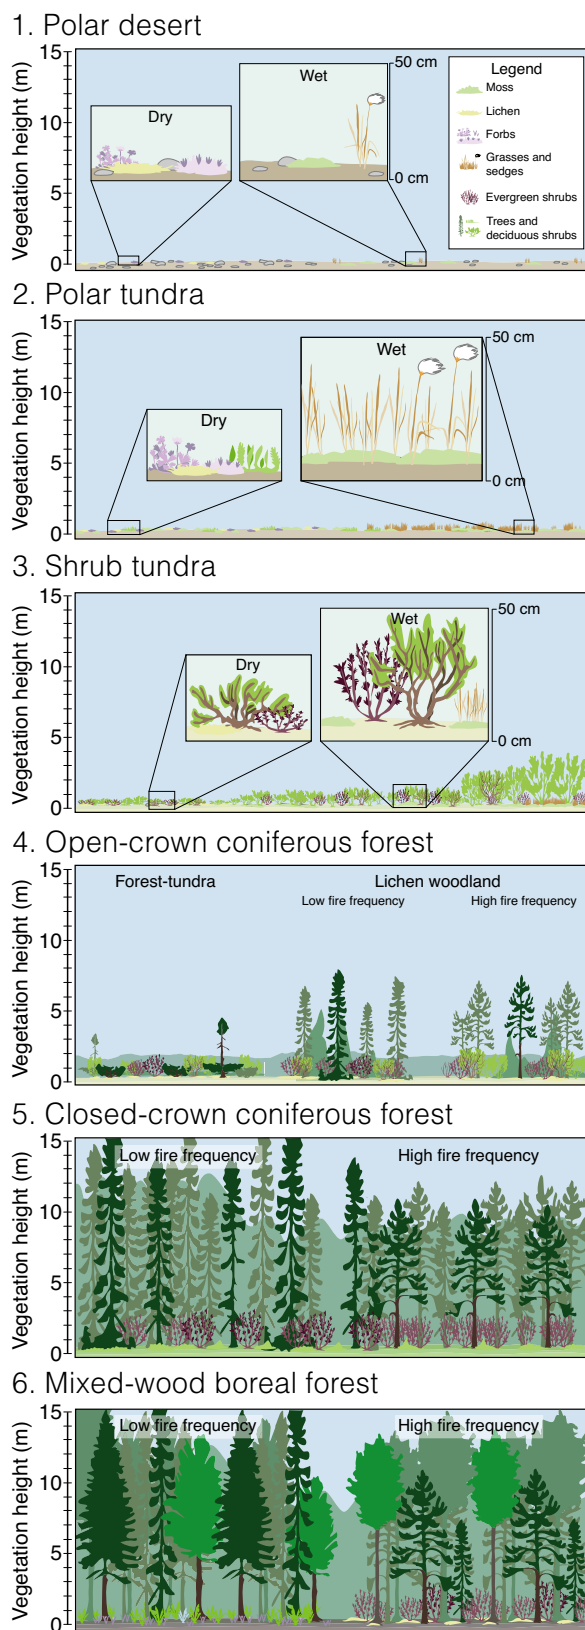 1. Polar desert
Vegetation height (m)
15
10
5
0
Dry
Wet
50 cm
0 cm
Legend
Moss
Lichen
Forbs
Grasses and
sedges
Evergreen shrubs
Trees and
deciduous shrubs
2. Polar tundra
Vegetation height (m)
15
10
5
0
Dry
Wet
50 cm
0 cm
3. Shrub tundra
Vegetation height (m)
15
10
5
0
Dry
Wet
50 cm
0 cm
4. Open-crown coniferous forest
Vegetation height (m)
15
10
5
0
Forest-tundra
Lichen woodland
Low fire frequency
High fire frequency
5. Closed-crown coniferous forest
Vegetation height (m)
15
10
5
0
Low fire frequency
High fire frequency
6. Mixed-wood boreal forest
Vegetation height (m)
15
10
5
0
Low fire frequency
High fire frequency